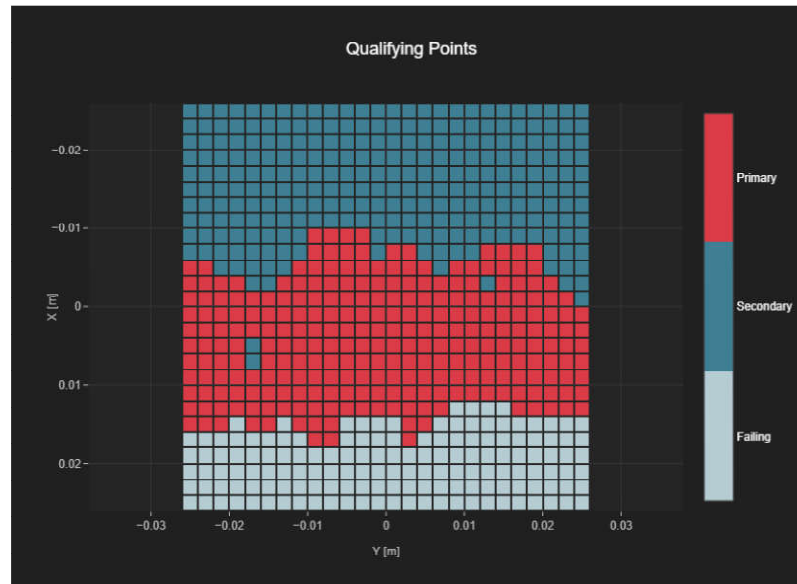 Qualifying Points
−0.02
−0.01
0
0.01
0.02
X [m]
−0.03
−0.02
−0.01
0
0.01
0.02
0.03
Y [m]
Primary
Secondary
Failing